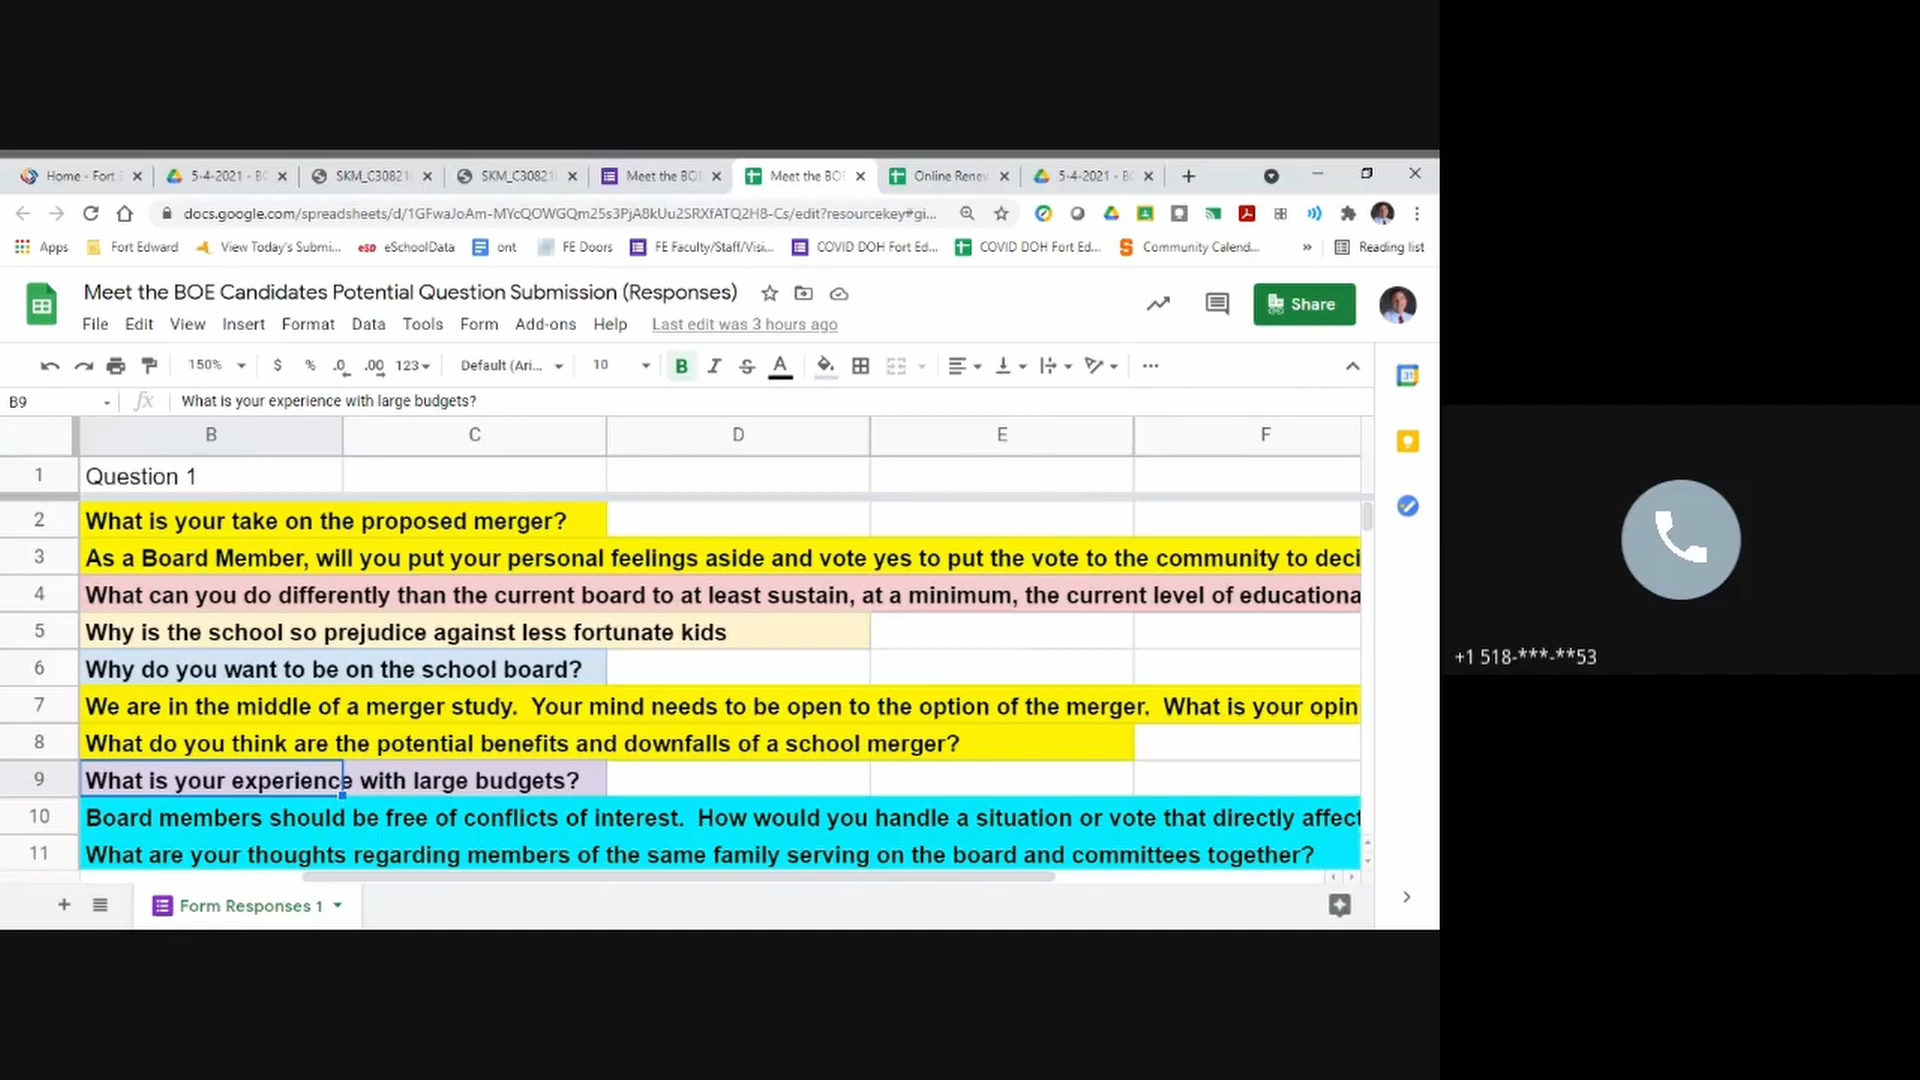 Home - Fort E
5-4-2021 - BO
SKM_C30821
SKM_C30821
Meet the BOE
Meet the BOE
Online Renew
5-4-2021 - BO
docs.google.com/spreadsheets/d/1GFwaJoAm-MYcQOWGQm25s3PjA8kUu2SRXfATQ2H8-Cs/edit?resourcekey#gi...
Apps
Fort Edward
View Today's Submi...
esD eSchoolData
ont
FE Doors
FE Faculty/Staff/Visi...
COVID DOH Fort Ed...
COVID DOH Fort Ed...
Community Calend...
»
Reading list
Meet the BOE Candidates Potential Question Submission (Responses)
Share
File Edit View Insert Format Data Tools Form Add-ons Help Last edit was 3 hours ago
150% $ % .0 .00 123 Default (Ari... 10 B I S A ...
31
B9 fx What is your experience with large budgets?
B C D E F
1 Question 1
2 What is your take on the proposed merger?
3 As a Board Member, will you put your personal feelings aside and vote yes to put the vote to the community to deci
4 What can you do differently than the current board to at least sustain, at a minimum, the current level of educationa
5 Why is the school so prejudice against less fortunate kids
6 Why do you want to be on the school board?
7 We are in the middle of a merger study. Your mind needs to be open to the option of the merger. What is your opin
8 What do you think are the potential benefits and downfalls of a school merger?
9 What is your experience with large budgets?
10 Board members should be free of conflicts of interest. How would you handle a situation or vote that directly affect
11 What are your thoughts regarding members of the same family serving on the board and committees together?
+ Form Responses 1
+1 518-***-**53